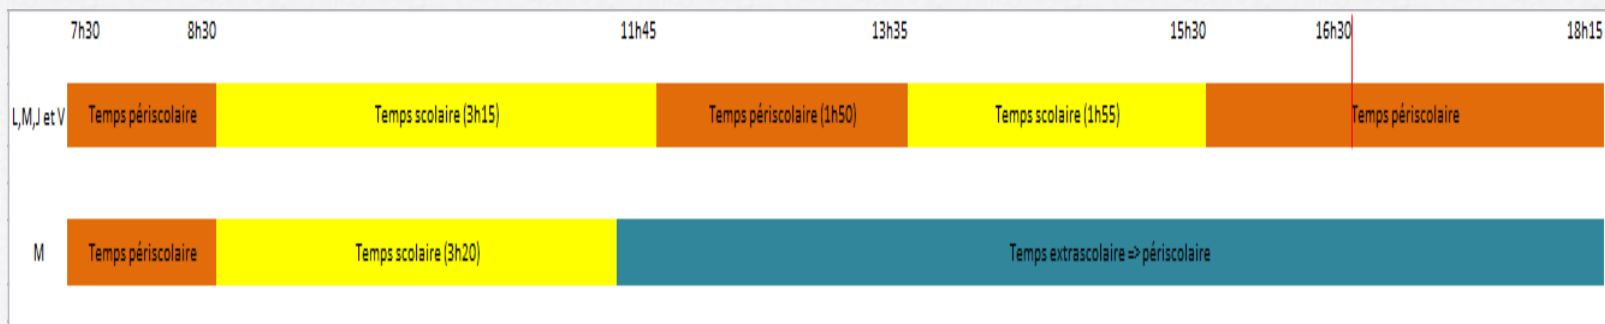 7h30 8h30 11h45 13h35 15h30 16h30 18h15
L,M,J et V Temps périscolaire Temps scolaire (3h15) Temps périscolaire (1h50) Temps scolaire (1h55) Temps périscolaire
M Temps périscolaire Temps scolaire (3h20) Temps extrascolaire => périscolaire